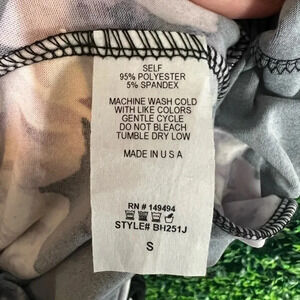 SELF
95% POLYESTER
5% SPANDEX
MACHINE WASH COLD
WITH LIKE COLORS
GENTLE CYCLE
DO NOT BLEACH
TUMBLE DRY LOW
MADE IN U S A
RN # 149494
STYLE# BH251J
S